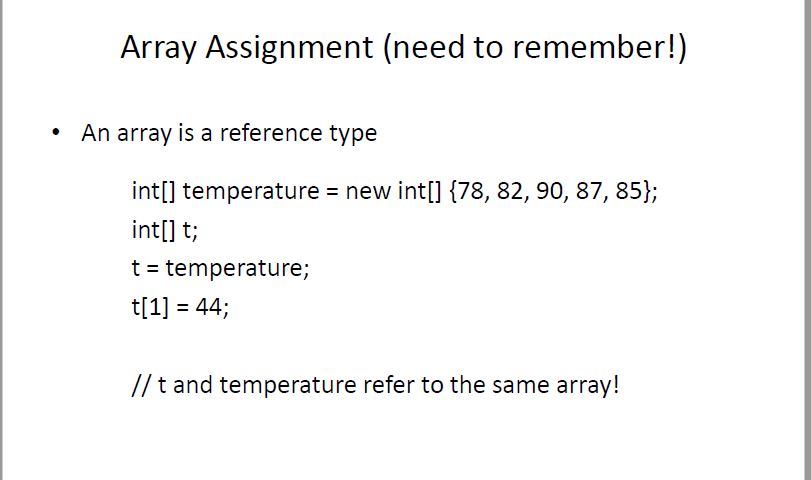 Array Assignment (need to remember!)
• An array is a reference type
int[] temperature = new int[] {78, 82, 90, 87, 85};
int[] t;
t = temperature;
t[1] = 44;
// t and temperature refer to the same array!